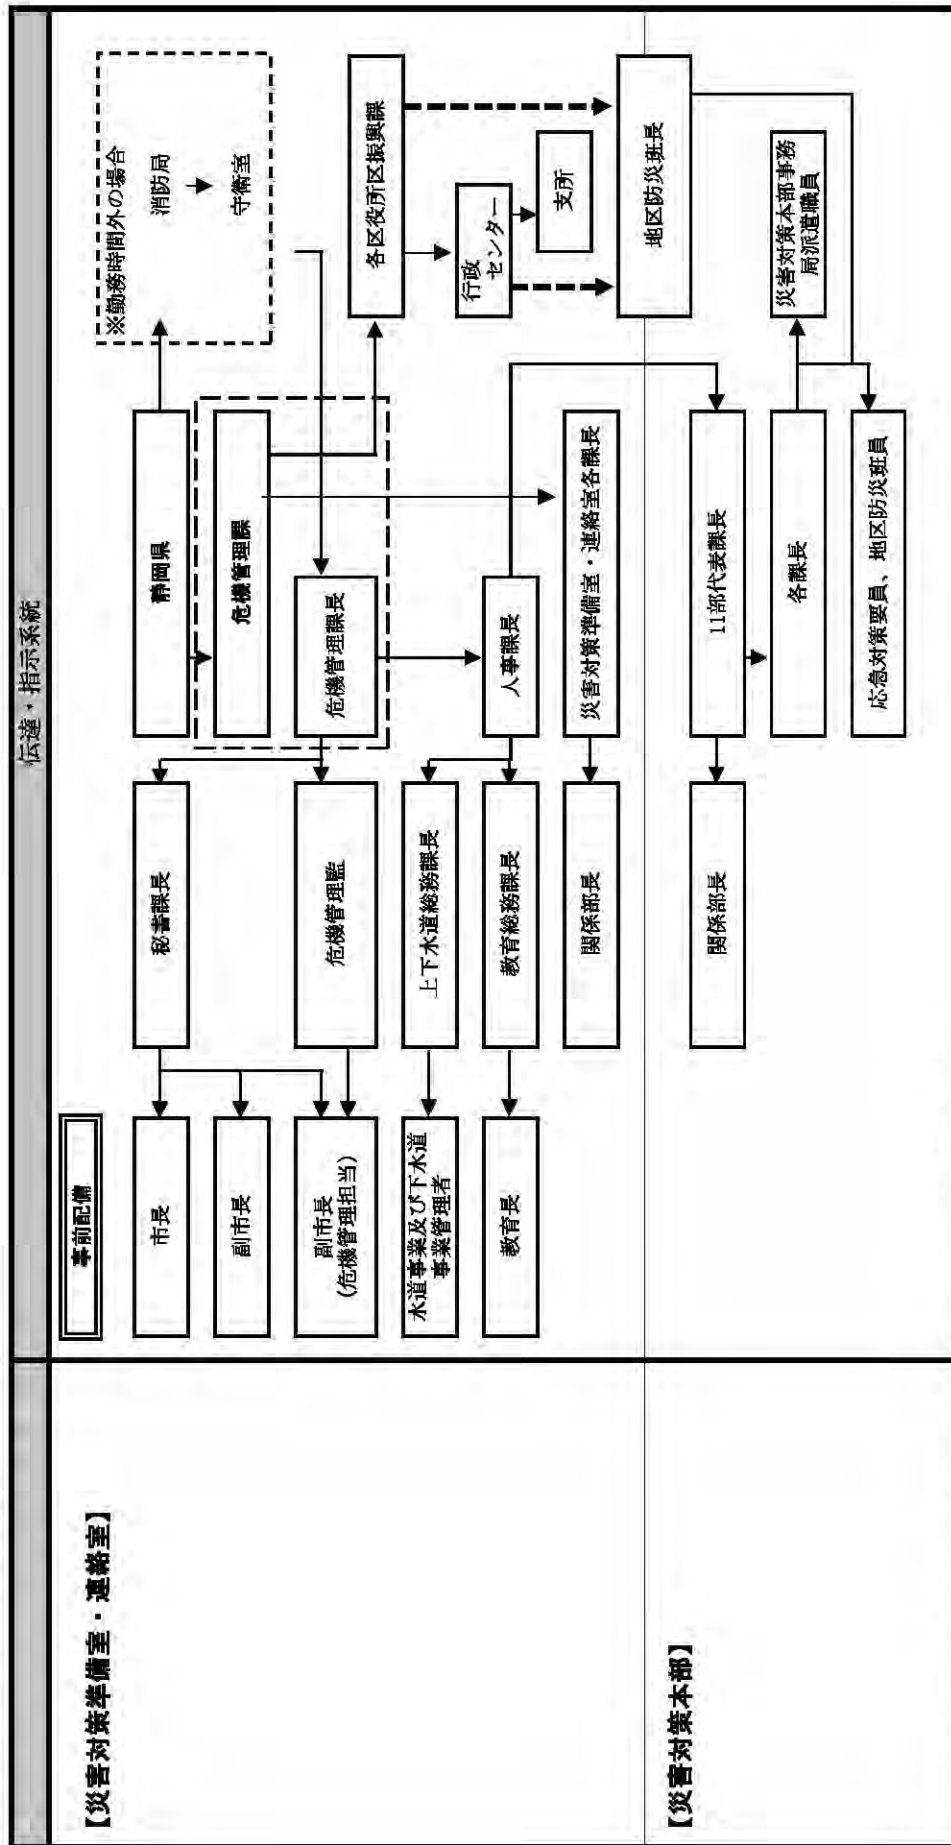 伝達・指示系統
【災害対策準備室・連絡室】
事前配備
市長
秘書課長
静岡県
※勤務時間外の場合
消防局
守衛室
副市長
危機管理課
副市長
(危機管理担当)
危機管理監
危機管理課長
各区役所区振興課
水道事業及び下水道
事業管理者
上下水道総務課長
行政
センター
教育長
教育総務課長
人事課長
支所
関係部長
災害対策準備室・連絡室各課長
地区防災班長
【災害対策本部】
関係部長
11部代表課長
各課長
災害対策本部事務
局派遣職員
応急対策要員、地区防災班員